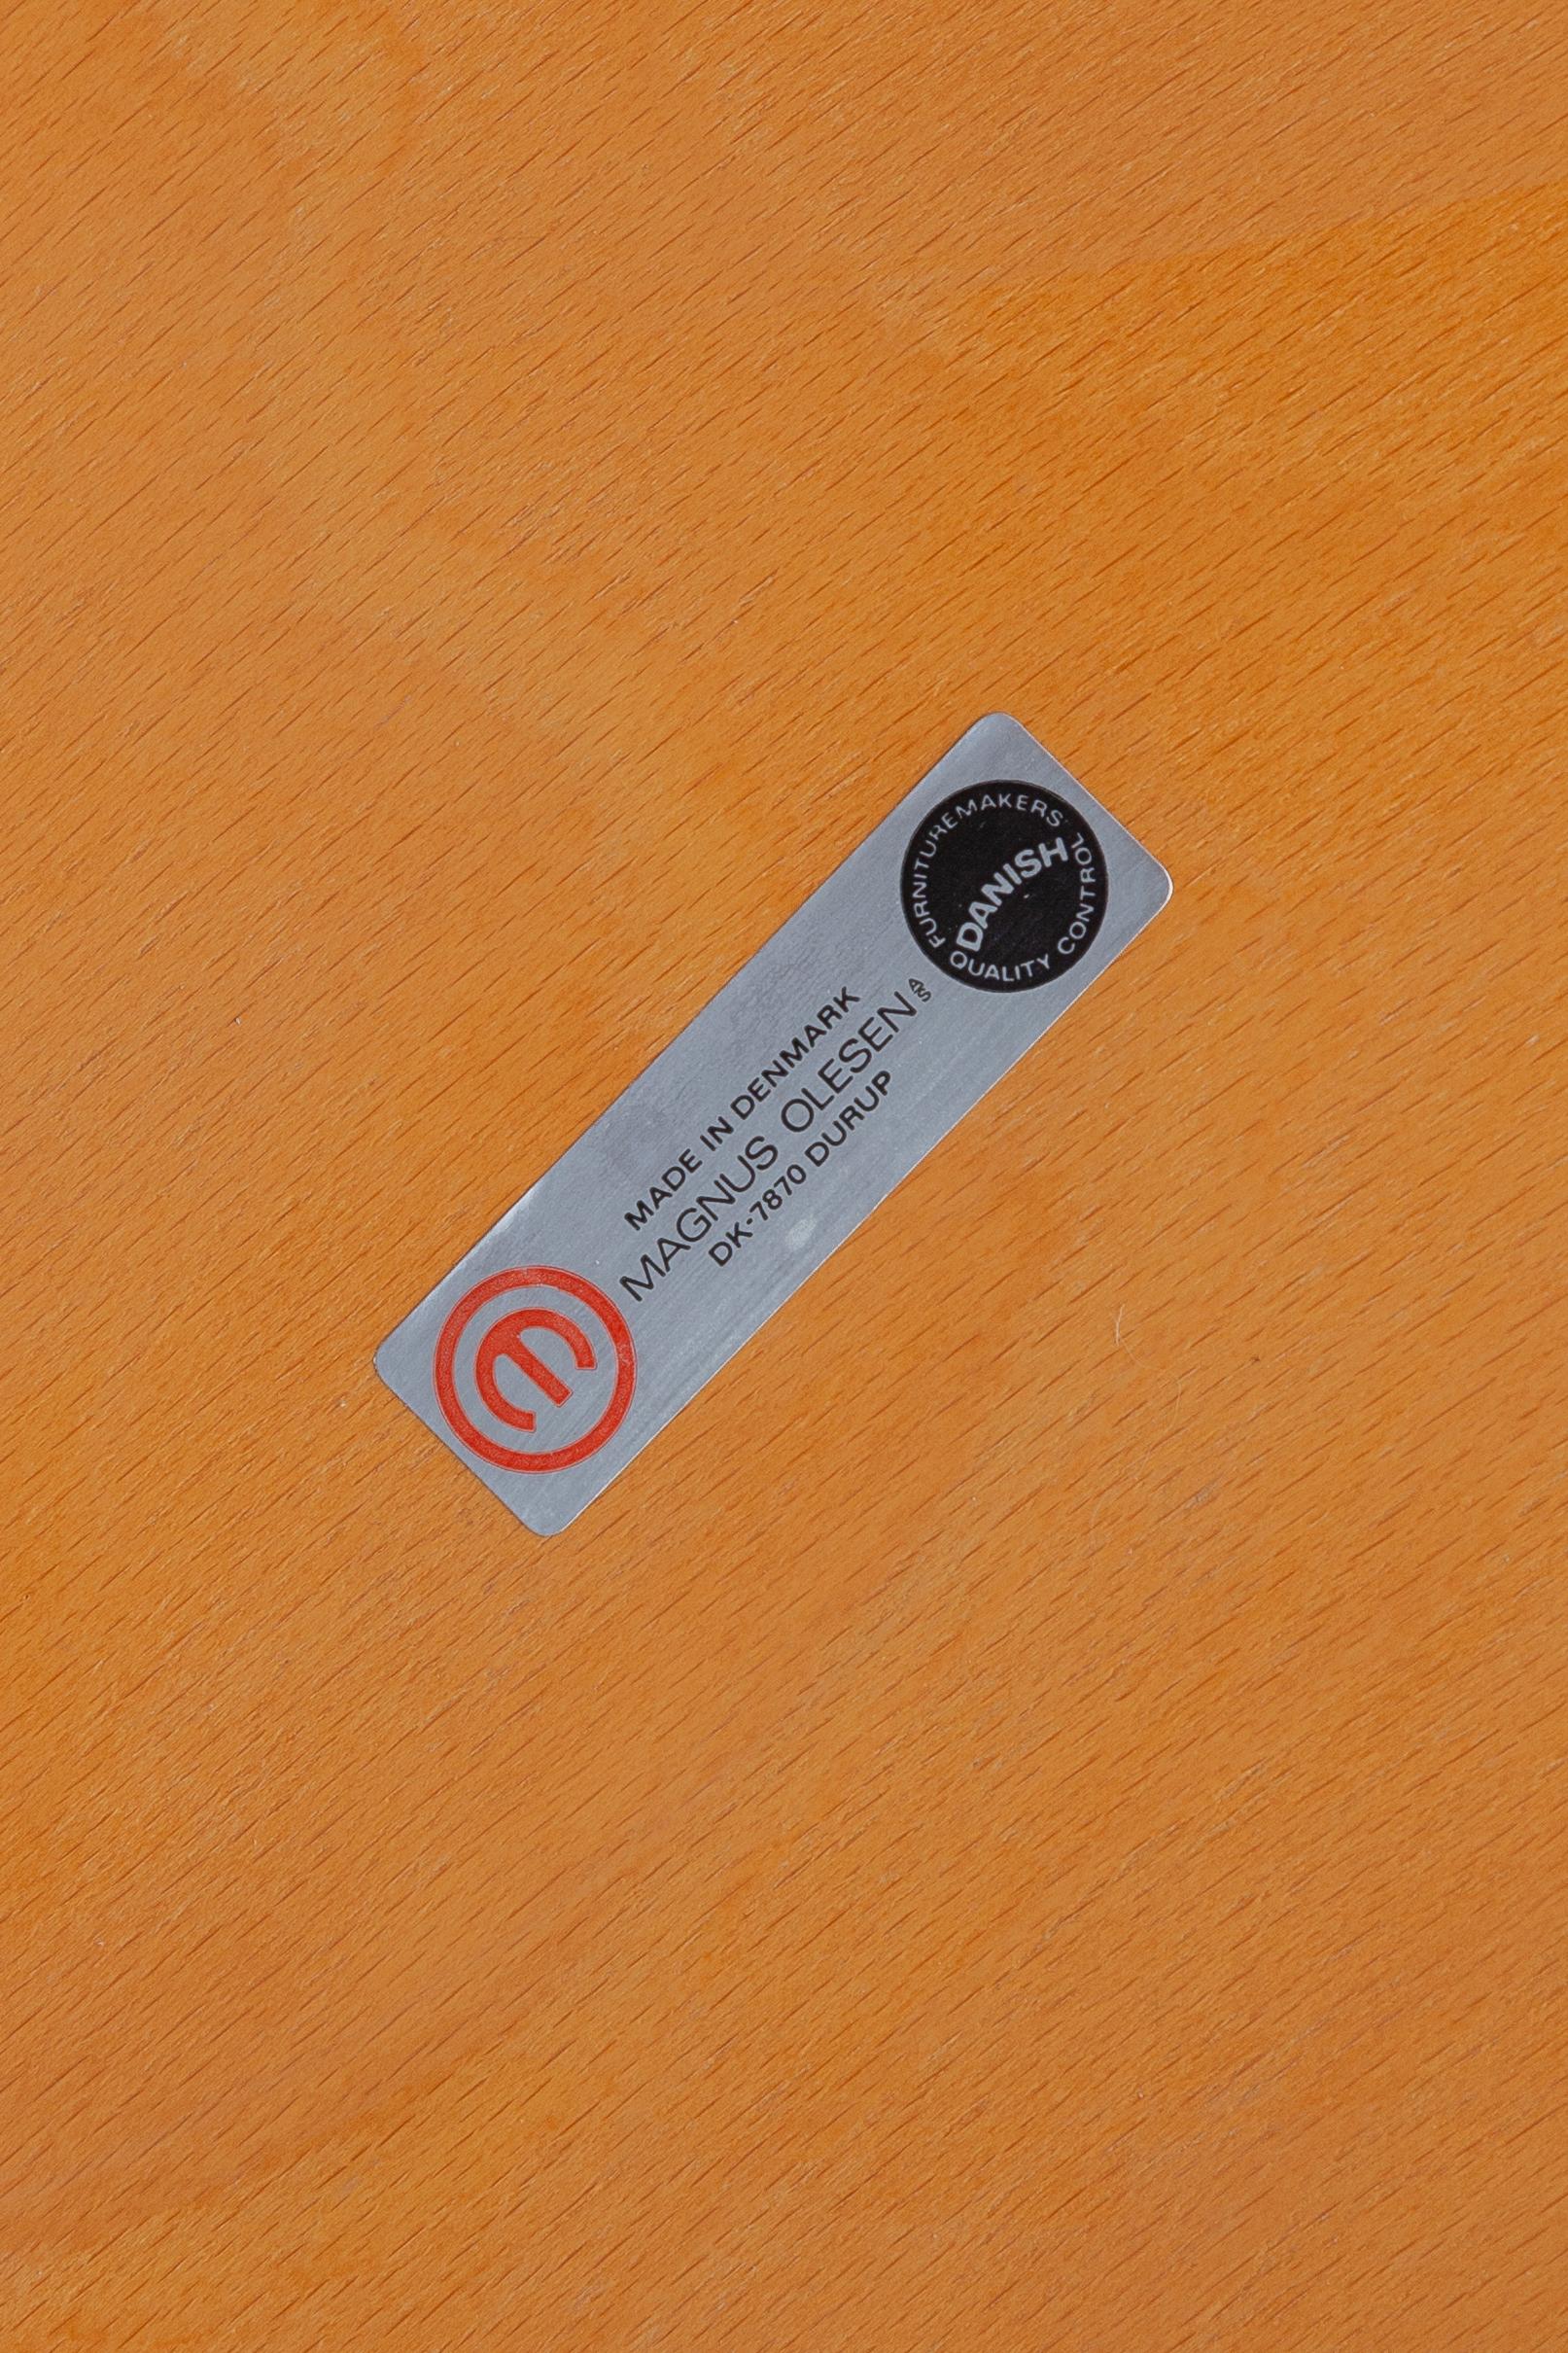 MADE IN DENMARK
MAGNUS OLESEN A/S
DK-7870 DURUP
FURNITUREMAKERS'
DANISH
QUALITY CONTROL